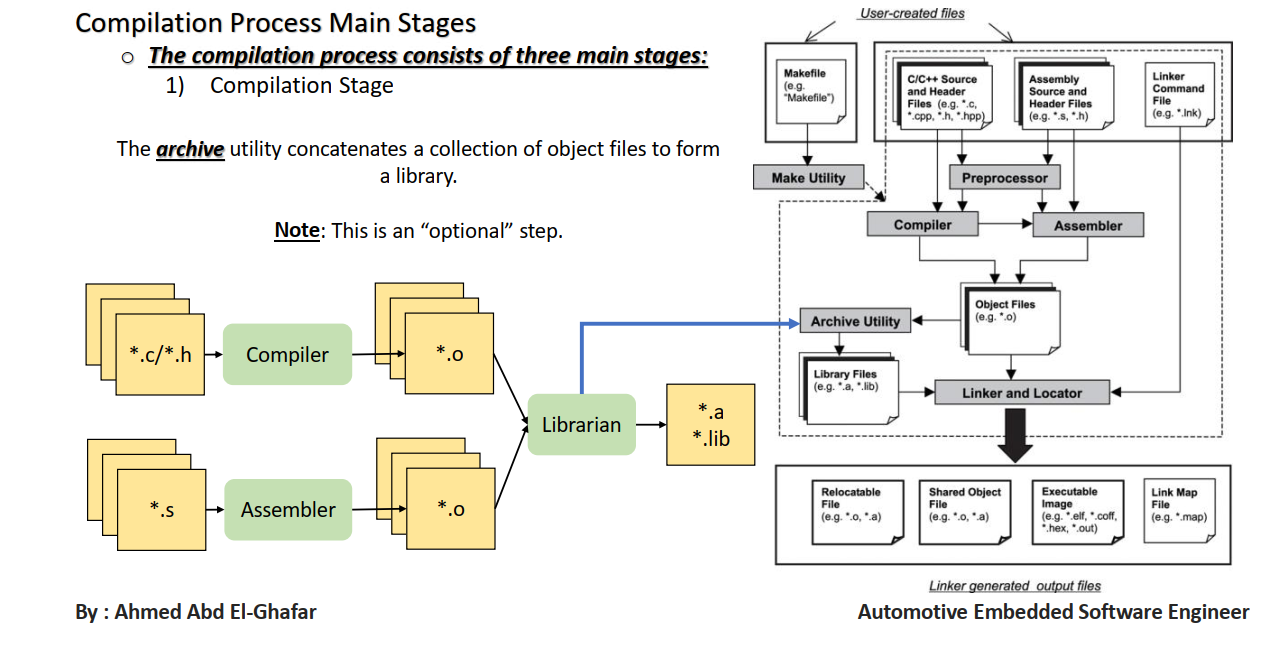 Compilation Process Main Stages
○ The compilation process consists of three main stages:
1) Compilation Stage
The archive utility concatenates a collection of object files to form
a library.
Note: This is an “optional” step.
*.c/*.h
Compiler
*.o
*.s
Assembler
*.o
Librarian
*.a
*.lib
User-created files
Makefile
(e.g.
"Makefile")
C/C++ Source
and Header
Files (e.g. *.c,
*.cpp, *.h, *.hpp)
Assembly
Source and
Header Files
(e.g. *.s, *.h)
Linker
Command
File
(e.g. *.lnk)
Make Utility
Preprocessor
Compiler
Assembler
Object Files
(e.g. *.o)
Archive Utility
Library Files
(e.g. *.a, *.lib)
Linker and Locator
Relocatable
File
(e.g. *.o, *.a)
Shared Object
File
(e.g. *.o, *.a)
Executable
Image
(e.g. *.elf, *.coff,
*.hex, *.out)
Link Map
File
(e.g. *.map)
Linker generated output files
By : Ahmed Abd El-Ghafar
Automotive Embedded Software Engineer